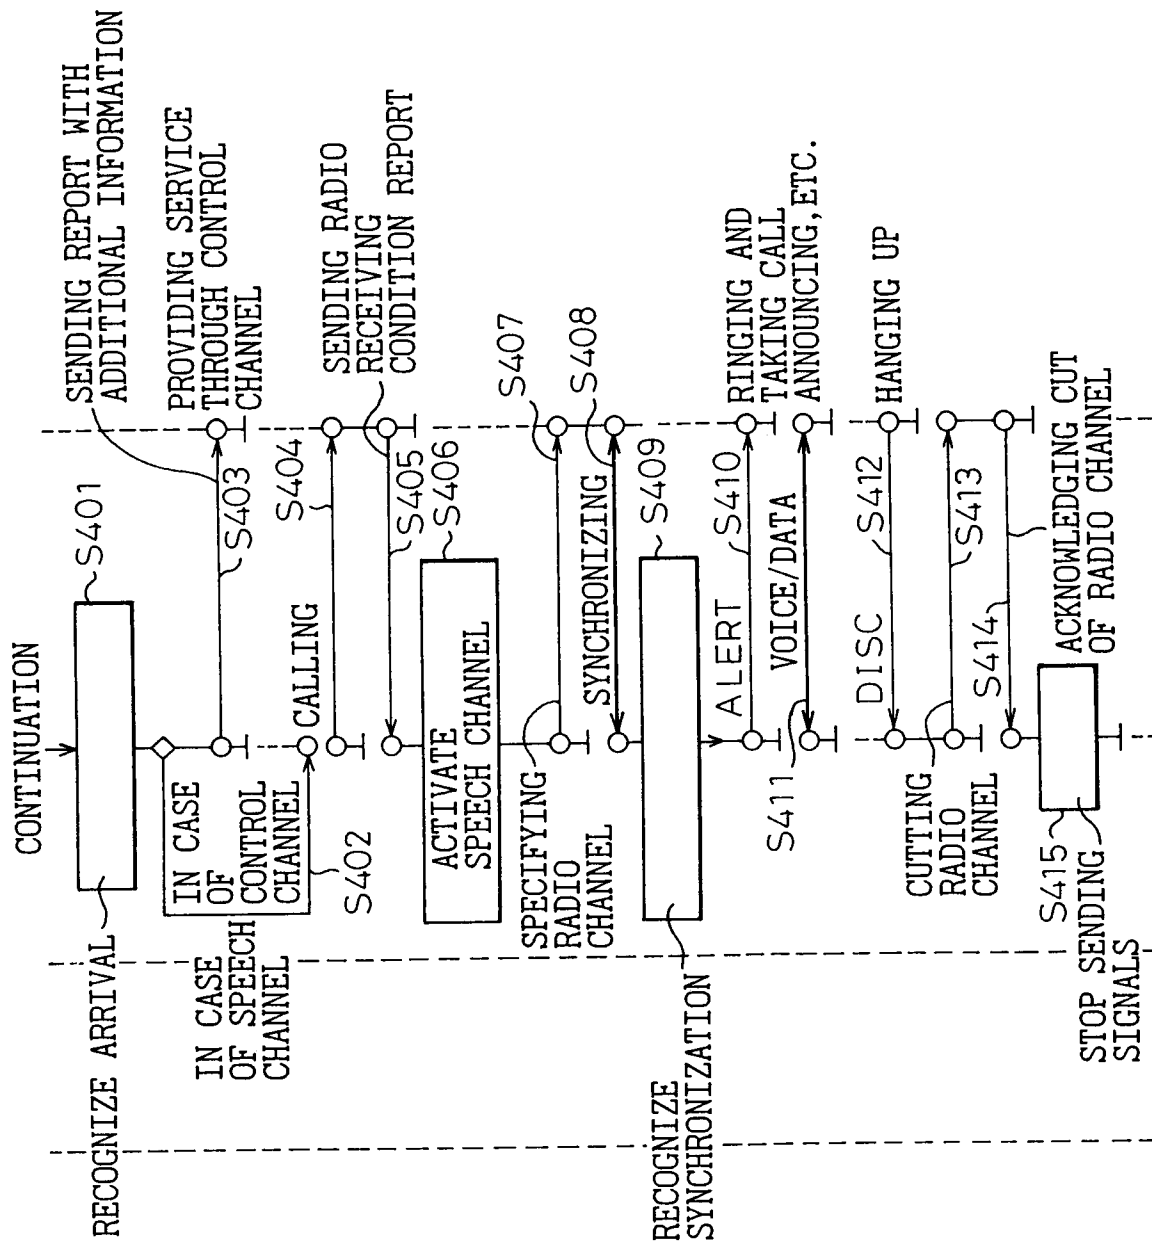 CONTINUATION
S401
RECOGNIZE ARRIVAL
SENDING REPORT WITH
ADDITIONAL INFORMATION
IN CASE
OF CONTROL
CHANNEL
S403
PROVIDING SERVICE
THROUGH CONTROL
CHANNEL
IN CASE
OF SPEECH
CHANNEL
S402
CALLING
S404
SENDING RADIO
RECEIVING
CONDITION REPORT
S405
ACTIVATE
SPEECH CHANNEL
S406
SPECIFYING
RADIO
CHANNEL
S407
SYNCHRONIZING
S408
S409
RECOGNIZE
SYNCHRONIZATION
ALERT
S410
RINGING AND
TAKING CALL
S411
VOICE/DATA
ANNOUNCING,ETC.
DISC
S412
HANGING UP
CUTTING
RADIO
CHANNEL
S413
S414
ACKNOWLEDGING CUT
OF RADIO CHANNEL
S415
STOP SENDING
SIGNALS